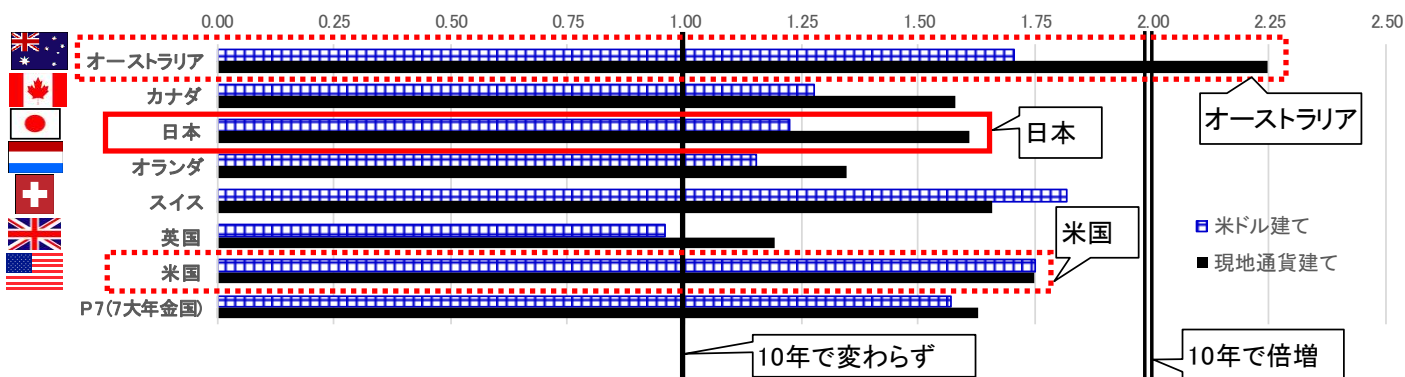 0.00 0.25 0.50 0.75 1.00 1.25 1.50 1.75 2.00 2.25 2.50
オーストラリア
カナダ
日本
オランダ
スイス
英国
米国
P7(7大年金国)
オーストラリア
日本
米国
米ドル建て
現地通貨建て
10年で変わらず
10年で倍増